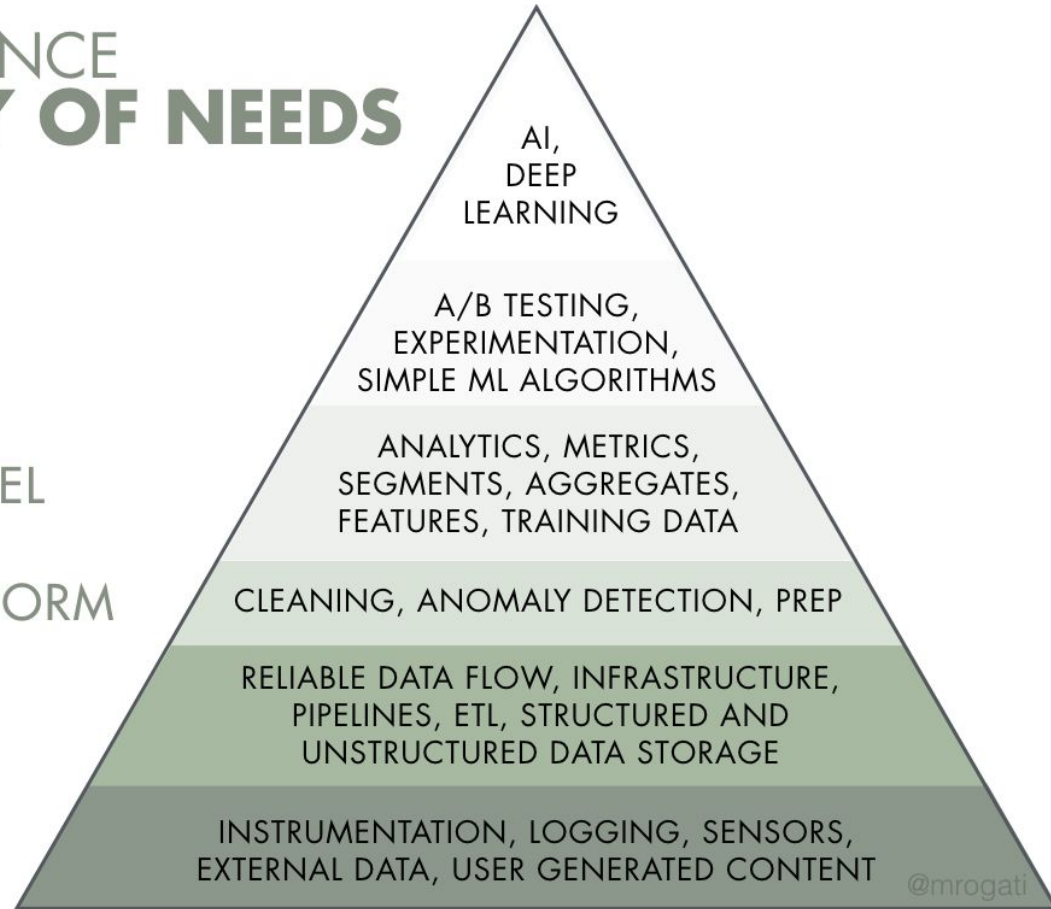 NCE
Y OF NEEDS
AI,
DEEP
LEARNING
A/B TESTING,
EXPERIMENTATION,
SIMPLE ML ALGORITHMS
ANALYTICS, METRICS,
SEGMENTS, AGGREGATES,
FEATURES, TRAINING DATA
EL
ORM
CLEANING, ANOMALY DETECTION, PREP
RELIABLE DATA FLOW, INFRASTRUCTURE,
PIPELINES, ETL, STRUCTURED AND
UNSTRUCTURED DATA STORAGE
INSTRUMENTATION, LOGGING, SENSORS,
EXTERNAL DATA, USER GENERATED CONTENT
@mrogati